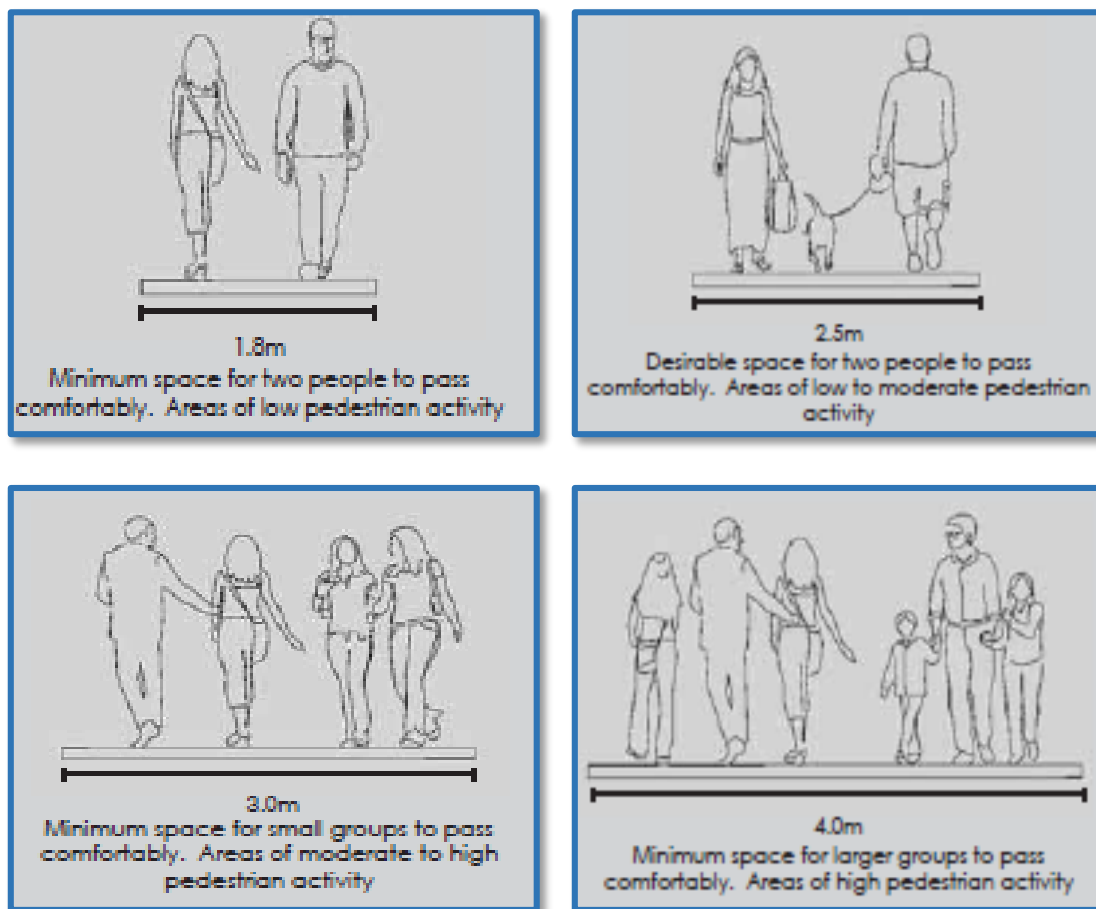 1.8m
Minimum space for two people to pass
comfortably. Areas of low pedestrian activity
2.5m
Desirable space for two people to pass
comfortably. Areas of low to moderate pedestrian
activity
3.0m
Minimum space for small groups to pass
comfortably. Areas of moderate to high
pedestrian activity
4.0m
Minimum space for larger groups to pass
comfortably. Areas of high pedestrian activity